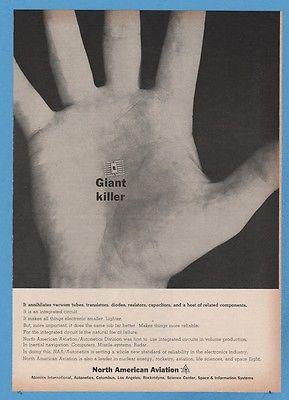 Giant
killer
It annihilates vacuum tubes, transistors, diodes, resistors, capacitors, and a host of related components.
It is an integrated circuit.
It makes all things electronic smaller. Lighter.
But, more important, it does the same job far better. Makes things more reliable.
For the integrated circuit is the natural foe of failure.
North American Aviation/Autonetics Division was first to use integrated circuits in volume production.
In inertial navigation. Computers. Missile systems. Radar.
In doing this, NAA/Autonetics is setting a whole new standard of reliability in the electronics industry.
North American Aviation is also a leader in nuclear energy, rocketry, aviation, life sciences, and space flight.
North American Aviation
Atomics International, Autonetics, Columbus, Los Angeles, Rocketdyne, Science Center, Space & Information Systems